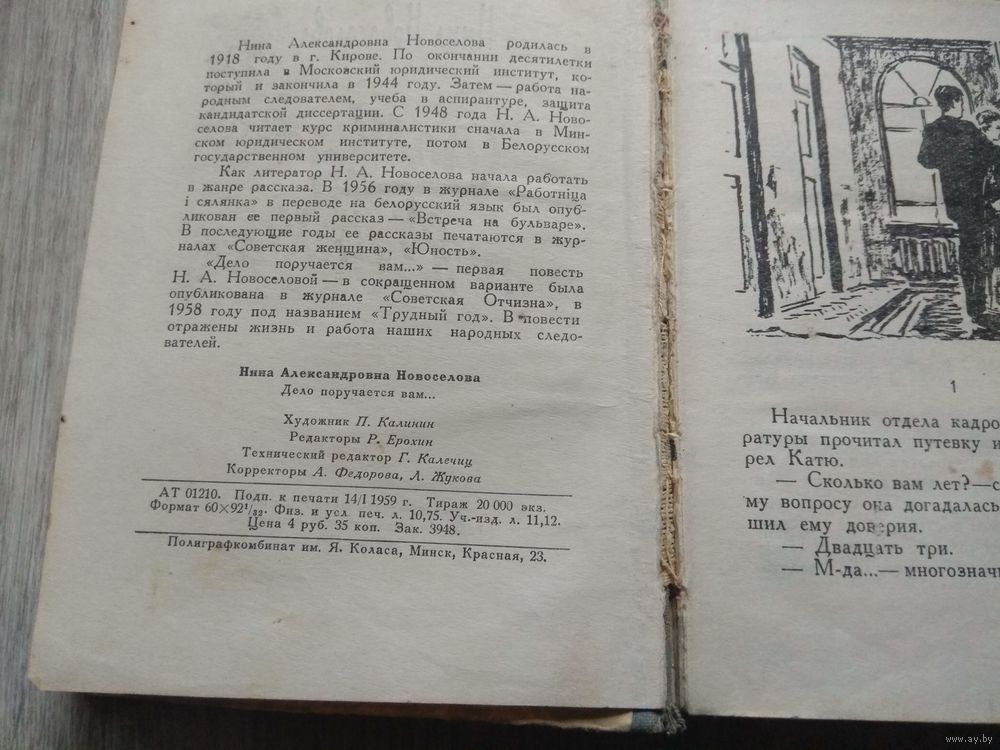 Нина Александровна Новоселова родилась в
1918 году в г. Кирове. По окончании десятилетки
поступила в Московский юридический институт, ко-
торый и закончила в 1944 году. Затем — работа на-
родным следователем, учеба в аспирантуре, защита
кандидатской диссертации. С 1948 года Н. А. Ново-
селова читает курс криминалистики сначала в Мин-
ском юридическом институте, потом в Белорусском
государственном университете.
Как литератор Н. А. Новоселова начала работать
в жанре рассказа. В 1956 году в журнале «Работніца
і сялянка» в переводе на белорусский язык был опуб-
ликован ее первый рассказ — «Встреча на бульваре».
В последующие годы ее рассказы печатаются в жур-
налах «Советская женщина», «Юность».
«Дело поручается вам...» — первая повесть
Н. А. Новоселовой — в сокращенном варианте была
опубликована в журнале «Советская Отчизна», в
1958 году под названием «Трудный год». В повести
отражены жизнь и работа наших народных следо-
вателей.
Нина Александровна Новоселова
Дело поручается вам...
Художник П. Калинин
Редакторы Р. Ерохин
Технический редактор Г. Калечиц
Корректоры А. Федорова, Л. Жукова
АТ 01210. Подп. к печати 14/I 1959 г. Тираж 20 000 экз.
Формат 60×92 1/32. Физ. и усл. печ. л. 10,75. Уч.-изд. л. 11,12.
Цена 4 руб. 35 коп. Зак. 3948.
Полиграфкомбинат им. Я. Коласа, Минск, Красная, 23.
1
Начальник отдела кадро
ратуры прочитал путевку и
рел Катю.
— Сколько вам лет?—с
му вопросу она догадалась
шил ему доверия.
— Двадцать три.
— М-да...— многозначи
www.ay.by